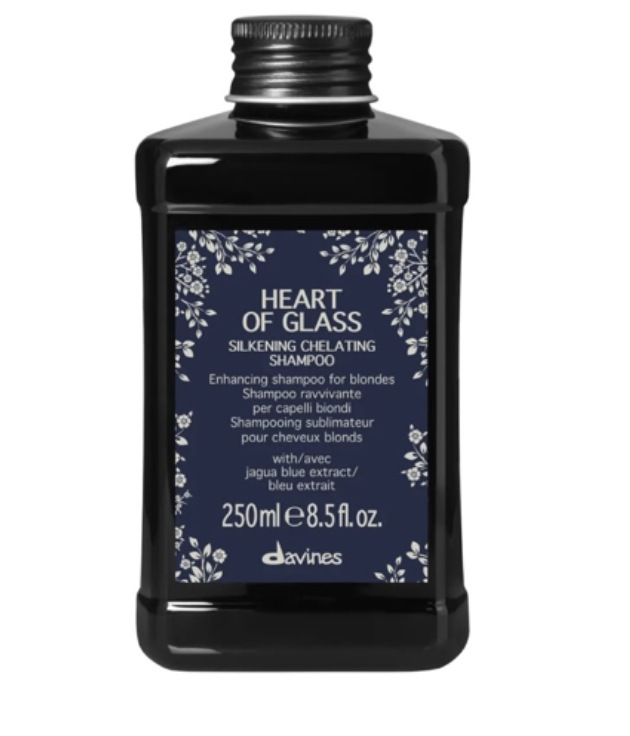 HEART
OF GLASS
SILKENING CHELATING
SHAMPOO
Enhancing shampoo for blondes
Shampoo ravvivante
per capelli biondi
Shampooing sublimateur
pour cheveux blonds
with/avec
jagua blue extract/
bleu extrait
250ml ℮ 8.5 fl. oz.
davines